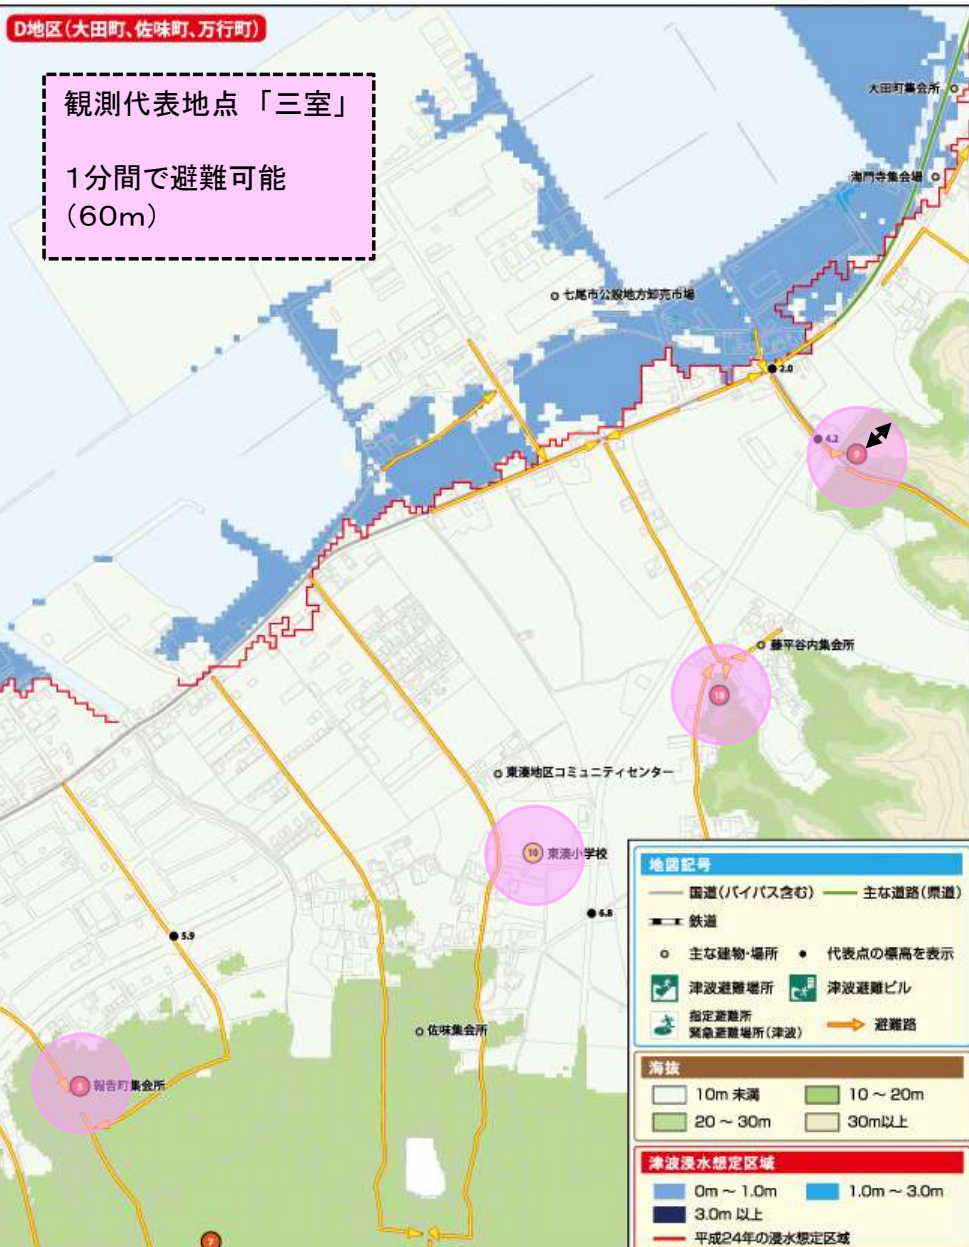 D地区(大田町、佐味町、万行町)
観測代表地点 「三室」
1分間で避難可能
(60m)
大田町集会所
海門寺集会場
七尾市公設地方卸売市場
2.0
4.2
9
藤平谷内集会所
18
東湊地区コミュニティセンター
10 東湊小学校
6.8
5.9
佐味集会所
5 報告町集会所
7
地図記号
国道(バイパス含む) 主な道路(県道)
鉄道
主な建物・場所 代表点の標高を表示
津波避難場所 津波避難ビル
指定避難所
緊急避難場所(津波) 避難路
海抜
10m 未満 10 ~ 20m
20 ~ 30m 30m以上
津波浸水想定区域
0m ~ 1.0m 1.0m ~ 3.0m
3.0m 以上
平成24年の浸水想定区域